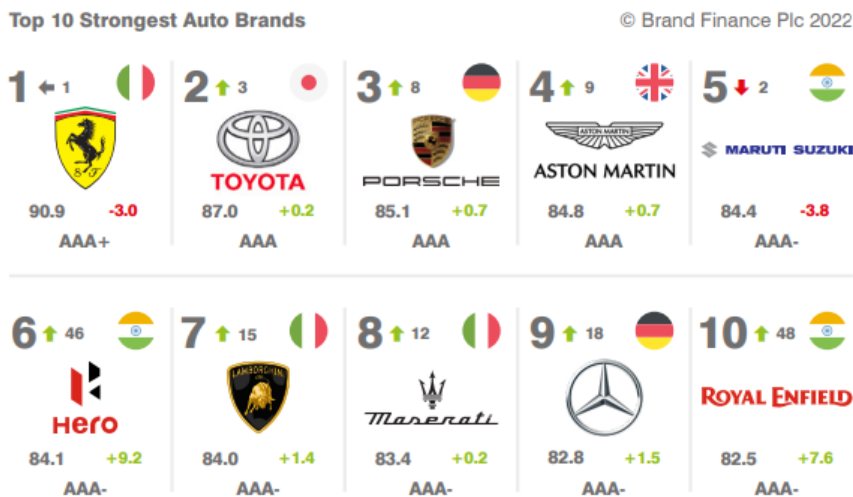 Top 10 Strongest Auto Brands
© Brand Finance Plc 2022
1 1
2 3
3 8
4 9
5 2
S F
TOYOTA
PORSCHE
PORSCHE
ASTON MARTIN
ASTON MARTIN
MARUTI SUZUKI
90.9 -3.0
87.0 +0.2
85.1 +0.7
84.8 +0.7
84.4 -3.8
AAA+
AAA
AAA
AAA
AAA-
6 46
7 15
8 12
9 18
10 48
Hero
LAMBORGHINI
Maserati
ROYAL ENFIELD
84.1 +9.2
84.0 +1.4
83.4 +0.2
82.8 +1.5
82.5 +7.6
AAA-
AAA-
AAA-
AAA-
AAA-